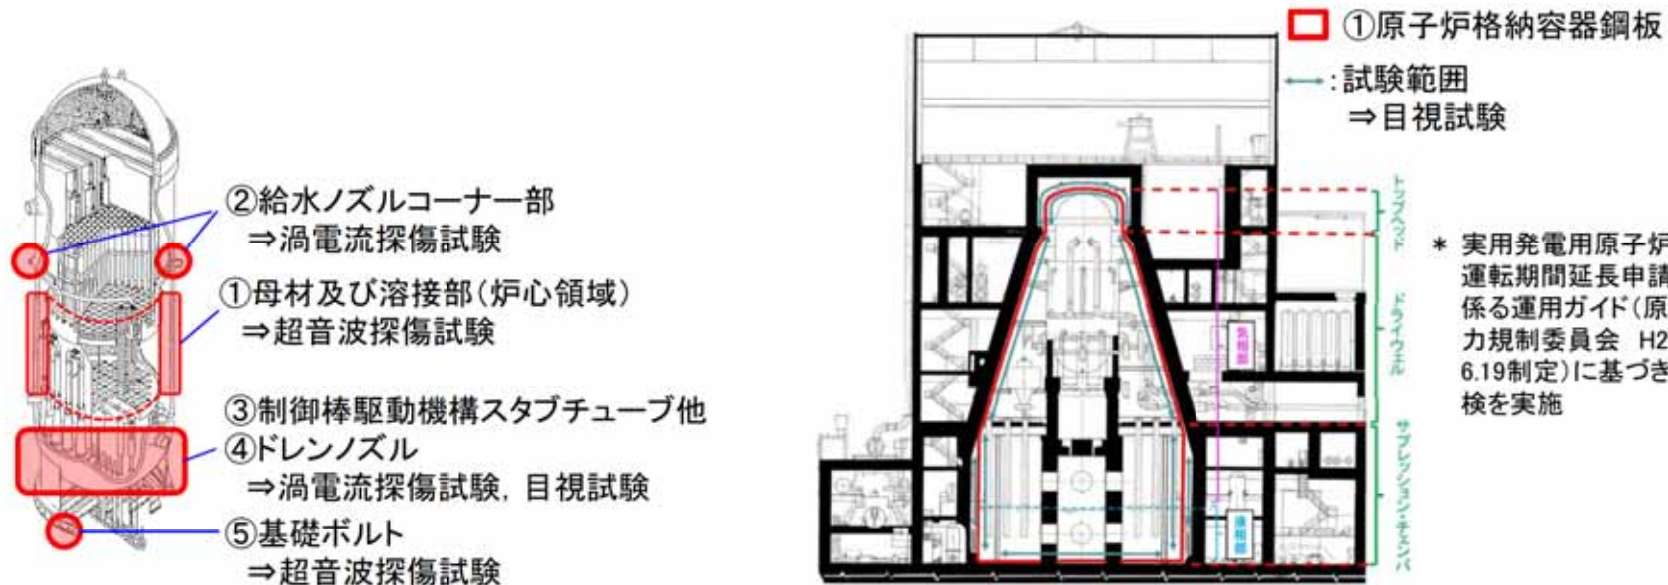 ②給水ノズルコーナー部
⇒渦電流探傷試験
①母材及び溶接部(炉心領域)
⇒超音波探傷試験
③制御棒駆動機構スタブチューブ他
④ドレンノズル
⇒渦電流探傷試験, 目視試験
⑤基礎ボルト
⇒超音波探傷試験
①原子炉格納容器鋼板
:試験範囲
⇒目視試験
トップヘッド
ドライウェル
サプレッション・チェンバ
気相部
液相部
* 実用発電用原子炉
運転期間延長申請
係る運用ガイド(原
力規制委員会 H2
6.19制定)に基づき
検を実施